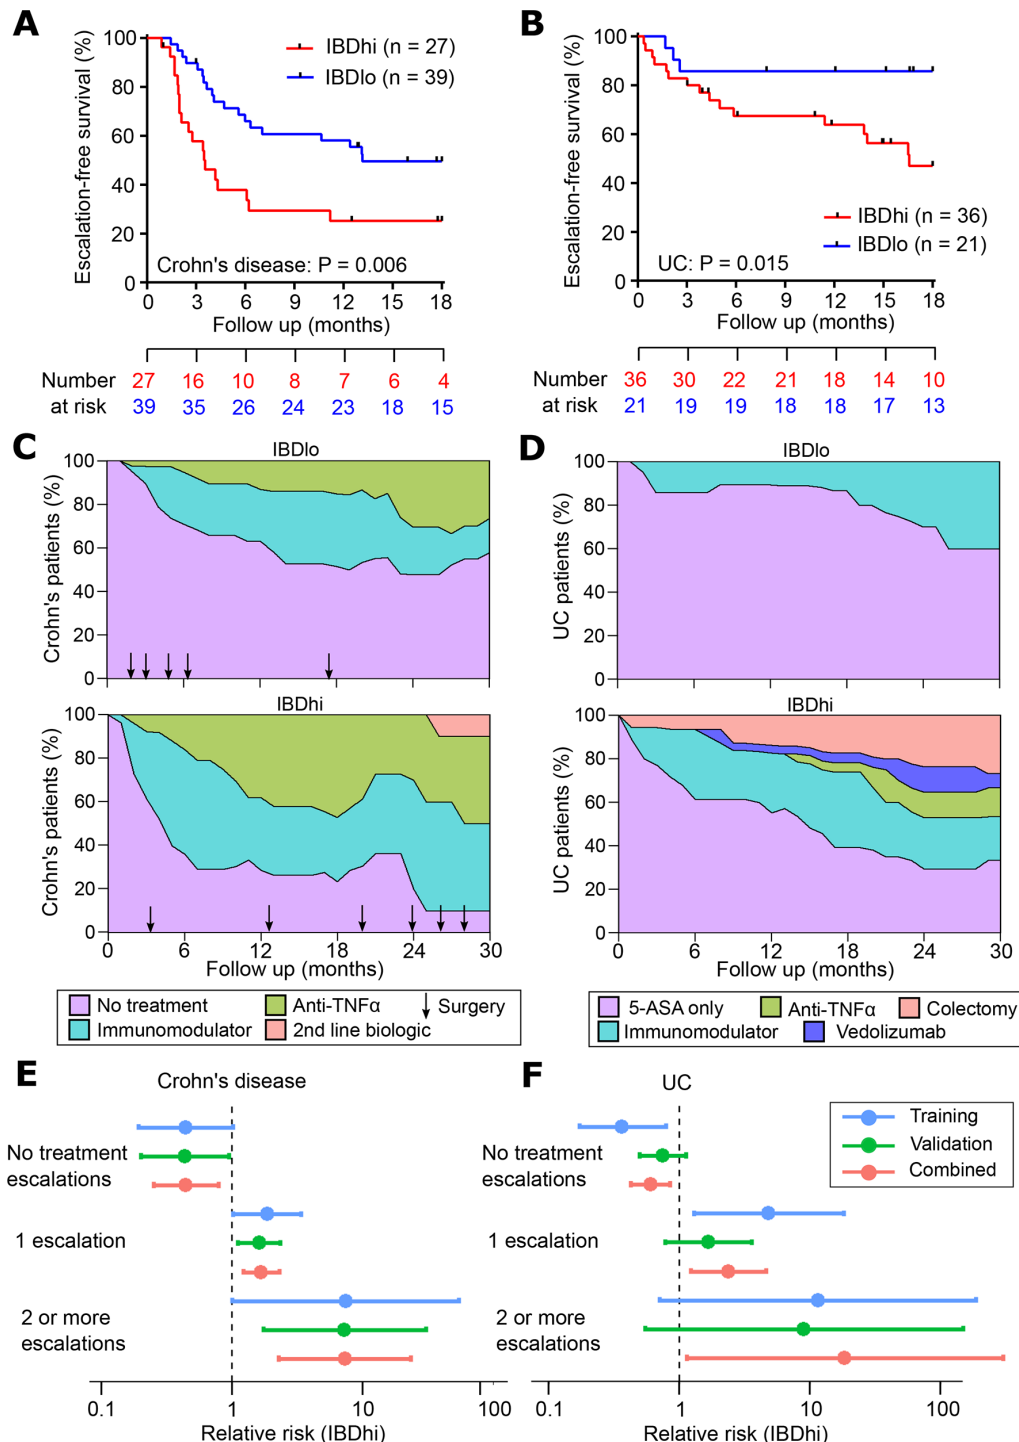 A
Escalation-free survival (%)
100
80
60
40
20
0
IBDhi (n = 27)
IBDlo (n = 39)
Crohn's disease: P = 0.006
0 3 6 9 12 15 18
Follow up (months)
Number at risk
27 16 10 8 7 6 4
39 35 26 24 23 18 15
B
Escalation-free survival (%)
100
80
60
40
20
0
IBDhi (n = 36)
IBDlo (n = 21)
UC: P = 0.015
0 3 6 9 12 15 18
Follow up (months)
Number at risk
36 30 22 21 18 14 10
21 19 19 18 18 17 13
C
IBDlo
Crohn's patients (%)
100
80
60
40
20
0
IBDhi
Crohn's patients (%)
100
80
60
40
20
0
0 6 12 18 24 30
Follow up (months)
No treatment
Anti-TNFα
Surgery
Immunomodulator
2nd line biologic
D
IBDlo
UC patients (%)
100
80
60
40
20
0
IBDhi
UC patients (%)
100
80
60
40
20
0
0 6 12 18 24 30
Follow up (months)
5-ASA only
Anti-TNFα
Colectomy
Immunomodulator
Vedolizumab
E
Crohn's disease
No treatment
escalations
1 escalation
2 or more
escalations
0.1 1 10 100
Relative risk (IBDhi)
F
UC
Training
Validation
Combined
No treatment
escalations
1 escalation
2 or more
escalations
0.1 1 10 100
Relative risk (IBDhi)